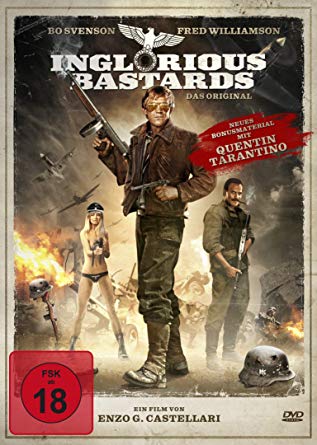 BO SVENSON FRED WILLIAMSON
INGLORIOUS
BASTARDS
DAS ORIGINAL
NEUES
BONUSMATERIAL MIT
QUENTIN
TARANTINO
FSK
ab
18
EIN FILM VON
ENZO G. CASTELLARI
DVD